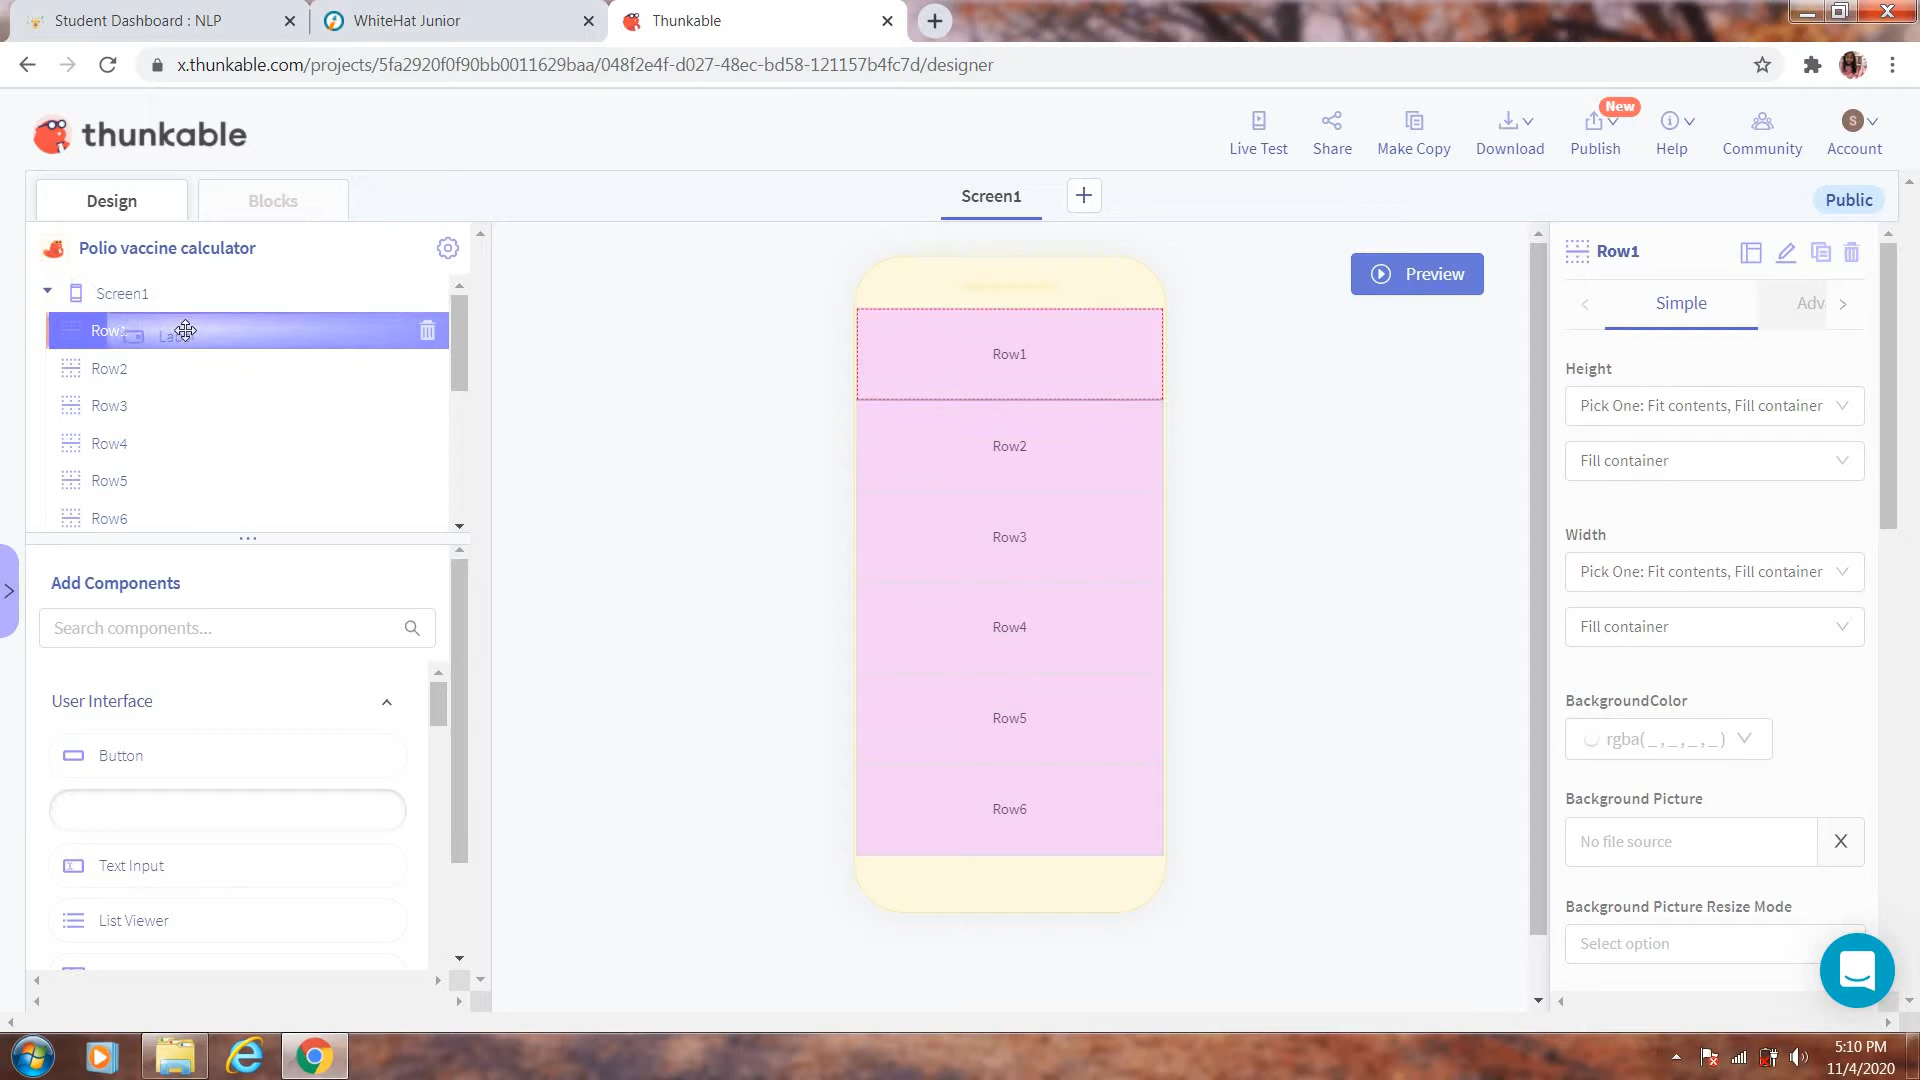 Student Dashboard : NLP
WhiteHat Junior
Thunkable
x.thunkable.com/projects/5fa2920f0f90bb0011629baa/048f2e4f-d027-48ec-bd58-121157b4fc7d/designer
thunkable
Live Test
Share
Make Copy
Download
New
Publish
Help
Community
S
Account
Design
Blocks
Screen1
Public
Polio vaccine calculator
Screen1
Row1
Label
Row2
Row3
Row4
Row5
Row6
Add Components
Search components...
User Interface
Button
Text Input
List Viewer
Preview
Row1
Row2
Row3
Row4
Row5
Row6
Row1
Simple
Adv
Height
Pick One: Fit contents, Fill container
Fill container
Width
Pick One: Fit contents, Fill container
Fill container
BackgroundColor
rgba(_,_,_,_)
Background Picture
No file source
X
Background Picture Resize Mode
Select option
5:10 PM
11/4/2020